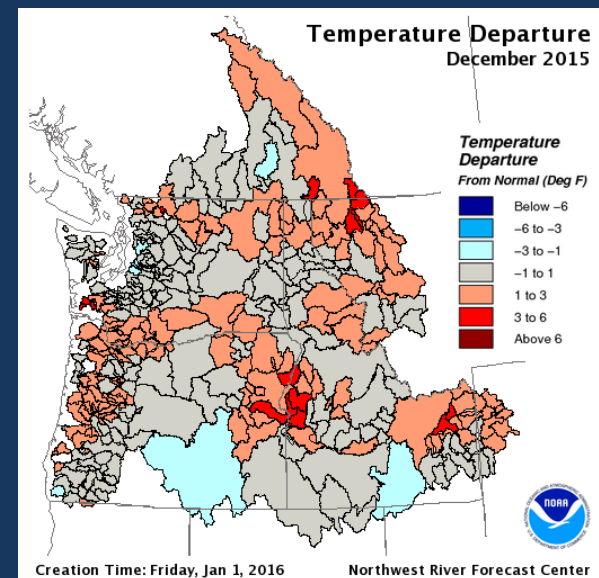 Temperature Departure
December 2015
Temperature
Departure
From Normal (Deg F)
Below −6
−6 to −3
−3 to −1
−1 to 1
1 to 3
3 to 6
Above 6
NOAA
Creation Time: Friday, Jan 1, 2016
Northwest River Forecast Center